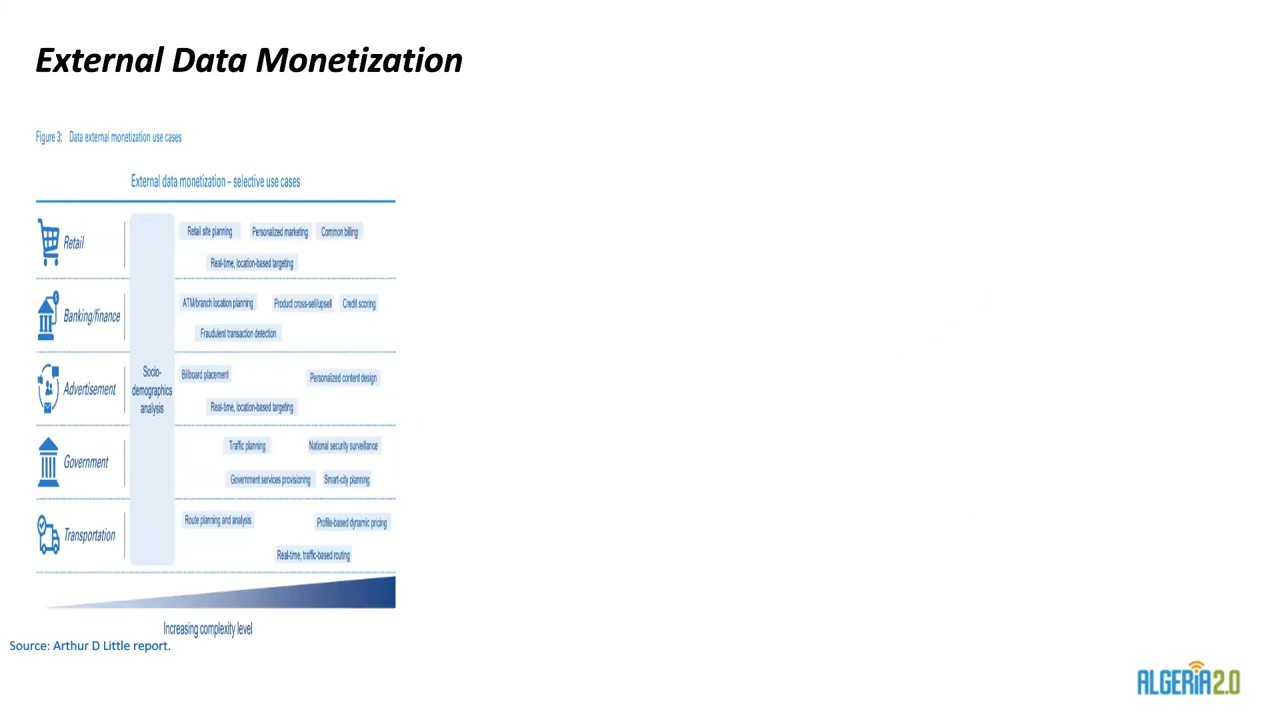 External Data Monetization
Figure 3: Data external monetization use cases
External data monetization – selective use cases
Retail
Retail site planning
Personalized marketing
Common billing
Real-time, location-based targeting
Banking/finance
ATM/branch location planning
Product cross-sell/upsell
Credit scoring
Fraudulent transaction detection
Socio-
demographics
analysis
Advertisement
Billboard placement
Personalized content design
Real-time, location-based targeting
Government
Traffic planning
National security surveillance
Government services provisioning
Smart-city planning
Transportation
Route planning and analysis
Profile-based dynamic pricing
Real-time, traffic-based routing
Increasing complexity level
Source: Arthur D Little report.
ALGERIA2.0